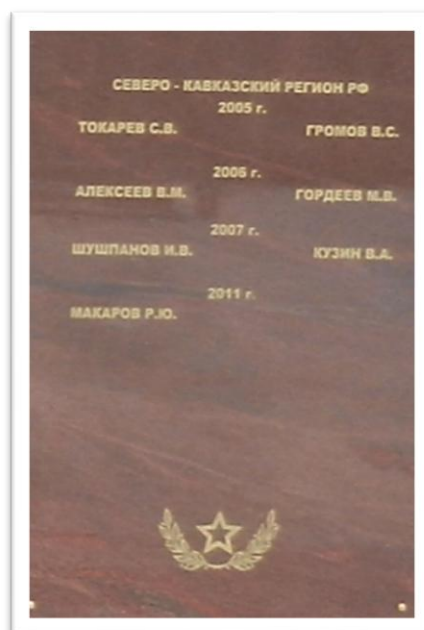 СЕВЕРО - КАВКАЗСКИЙ РЕГИОН РФ
2005 г.
ТОКАРЕВ С.В. ГРОМОВ В.С.
2006 г.
АЛЕКСЕЕВ В.М. ГОРДЕЕВ М.В.
2007 г.
ШУШПАНОВ И.В. КУЗИН В.А.
2011 г.
МАКАРОВ Р.Ю.